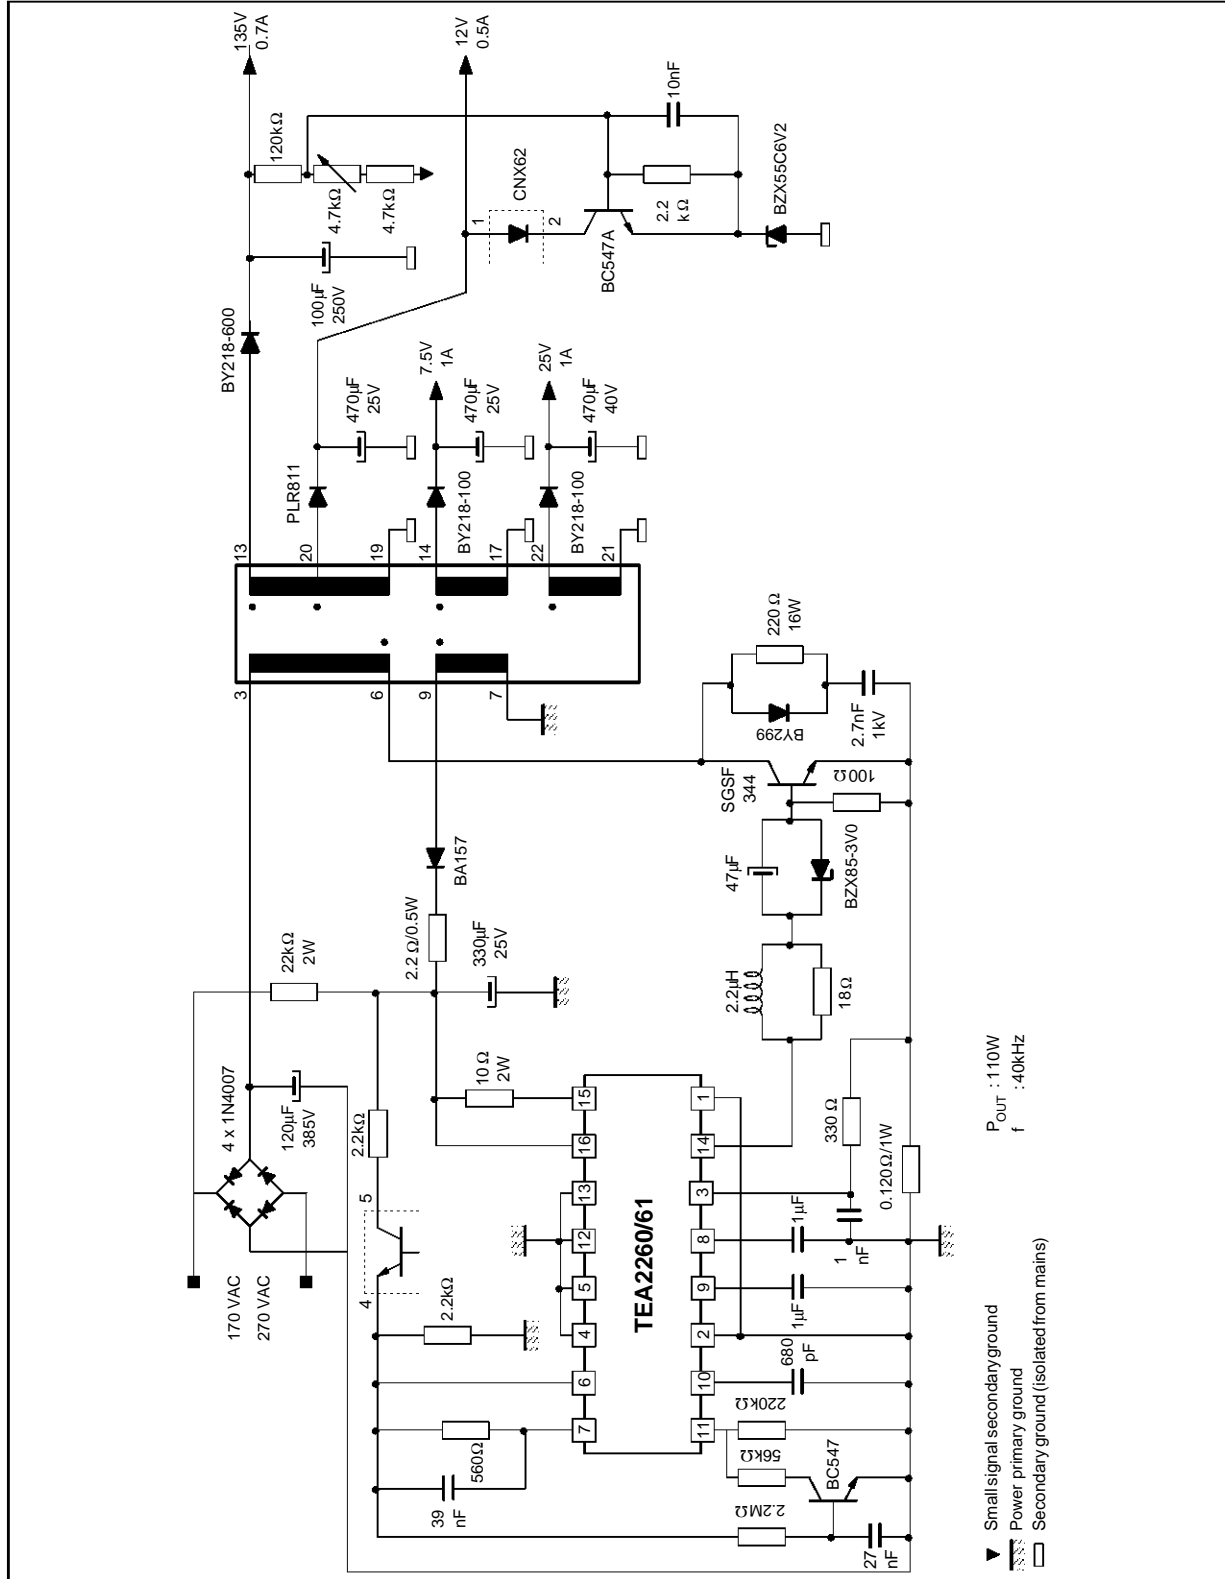 170 VAC
270 VAC
4 x 1N4007
120µF
385V
22kΩ
2W
2.2kΩ
5
4
2.2kΩ
560Ω
39
nF
10 Ω
2W
2.2 Ω/0.5W
330µF
25V
BA157
3
6
9
7
13
20
19
14
17
22
21
BY218-600
PLR811
BY218-100
BY218-100
100µF
250V
470µF
25V
470µF
25V
470µF
40V
135V
0.7A
12V
0.5A
7.5V
1A
25V
1A
120kΩ
4.7kΩ
4.7kΩ
1
CNX62
2
BC547A
2.2
kΩ
10nF
BZX55C6V2
TEA2260/61
7
6
4
5
12
13
16
15
11
10
2
9
8
3
14
1
220 Ω
16W
BY299
2.7nF
1kV
SGSF
344
100Ω
47µF
BZX85-3V0
2.2µH
18Ω
330 Ω
0.120Ω/1W
1µF
1
nF
1µF
680
pF
220kΩ
56kΩ
BC547
2.2MΩ
27
nF
POUT : 110W
f : 40kHz
Small signal secondary ground
Power primary ground
Secondary ground (isolated from mains)